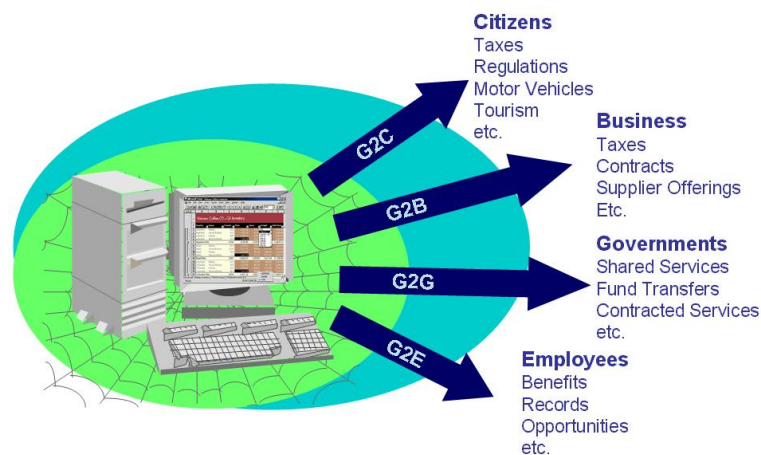 Citizens
Taxes
Regulations
Motor Vehicles
Tourism
etc.
G2C
Business
Taxes
Contracts
Supplier Offerings
Etc.
G2B
Governments
Shared Services
Fund Transfers
Contracted Services
etc.
G2G
Employees
Benefits
Records
Opportunities
etc.
G2E